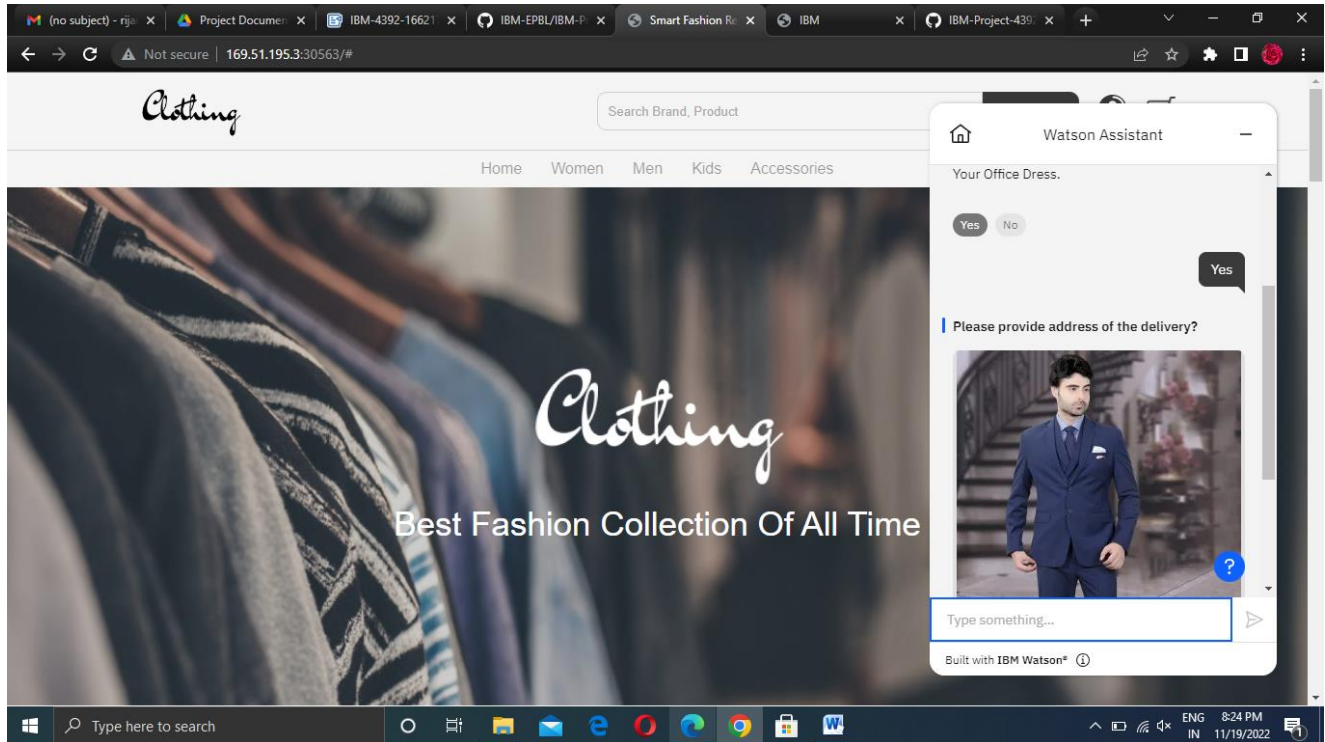 (no subject) - rija
Project Documen
IBM-4392-16621
IBM-EPBL/IBM-P
Smart Fashion Re
IBM
IBM-Project-439
Not secure | 169.51.195.3:30563/#
Clothing
Search Brand, Product
Home Women Men Kids Accessories
Clothing
Best Fashion Collection Of All Time
Watson Assistant
Your Office Dress.
Yes No
Yes
Please provide address of the delivery?
?
Type something...
Built with IBM Watson®
Type here to search
ENG
IN
8:24 PM
11/19/2022
1